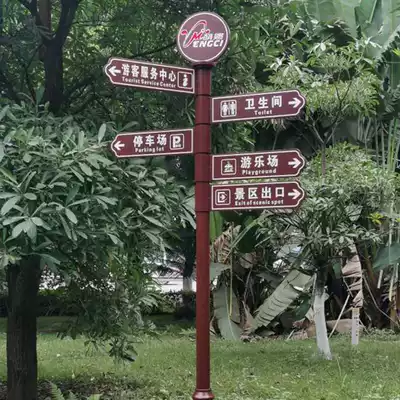 ENGCI
游客服务中心
Tourist Service Center
卫生间
Toilet
停车场
Parking lot
P
游乐场
Playground
景区出口
Exit of scenic spot